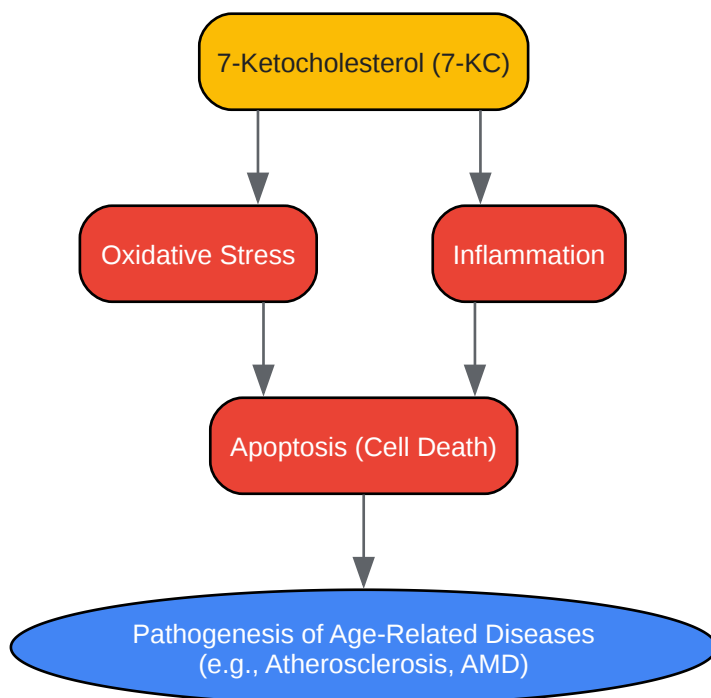 7-Ketocholesterol (7-KC)
Oxidative Stress
Inflammation
Apoptosis (Cell Death)
Pathogenesis of Age-Related Diseases
(e.g., Atherosclerosis, AMD)